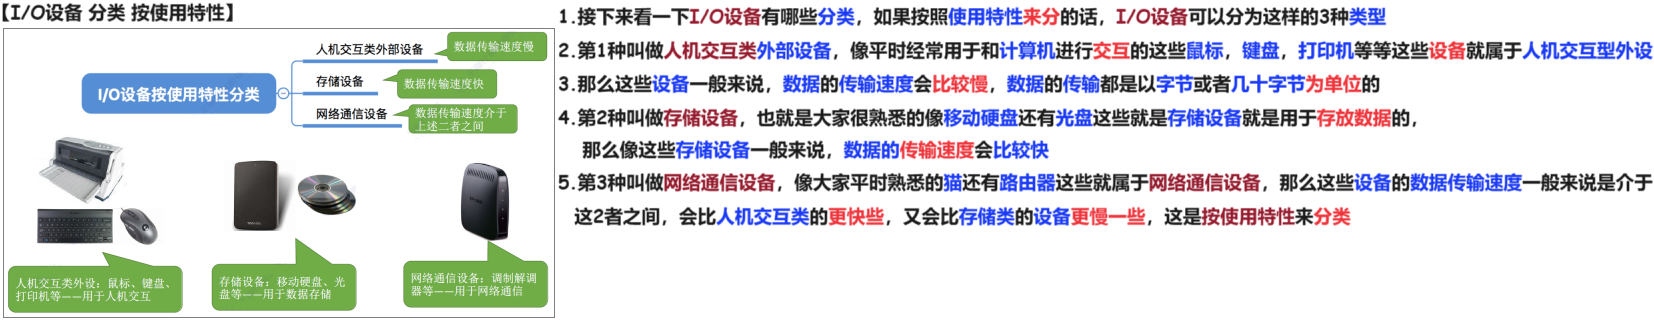 【I/O设备 分类 按使用特性】
人机交互类外部设备
数据传输速度慢
存储设备
数据传输速度快
I/O设备按使用特性分类
网络通信设备
数据传输速度介于
上述二者之间
人机交互类外设：鼠标、键盘、
打印机等——用于人机交互
存储设备：移动硬盘、光
盘等——用于数据存储
网络通信设备：调制解调
器等——用于网络通信
1.接下来看一下I/O设备有哪些分类，如果按照使用特性来分的话，I/O设备可以分为这样的3种类型
2.第1种叫做人机交互类外部设备，像平时经常用于和计算机进行交互的这些鼠标，键盘，打印机等等这些设备就属于人机交互型外设
3.那么这些设备一般来说，数据的传输速度会比较慢，数据的传输都是以字节或者几十字节为单位的
4.第2种叫做存储设备，也就是大家很熟悉的像移动硬盘还有光盘这些就是存储设备就是用于存放数据的，
那么像这些存储设备一般来说，数据的传输速度会比较快
5.第3种叫做网络通信设备，像大家平时熟悉的猫还有路由器这些就属于网络通信设备，那么这些设备的数据传输速度一般来说是介于
这2者之间，会比人机交互类的更快些，又会比存储类的设备更慢一些，这是按使用特性来分类